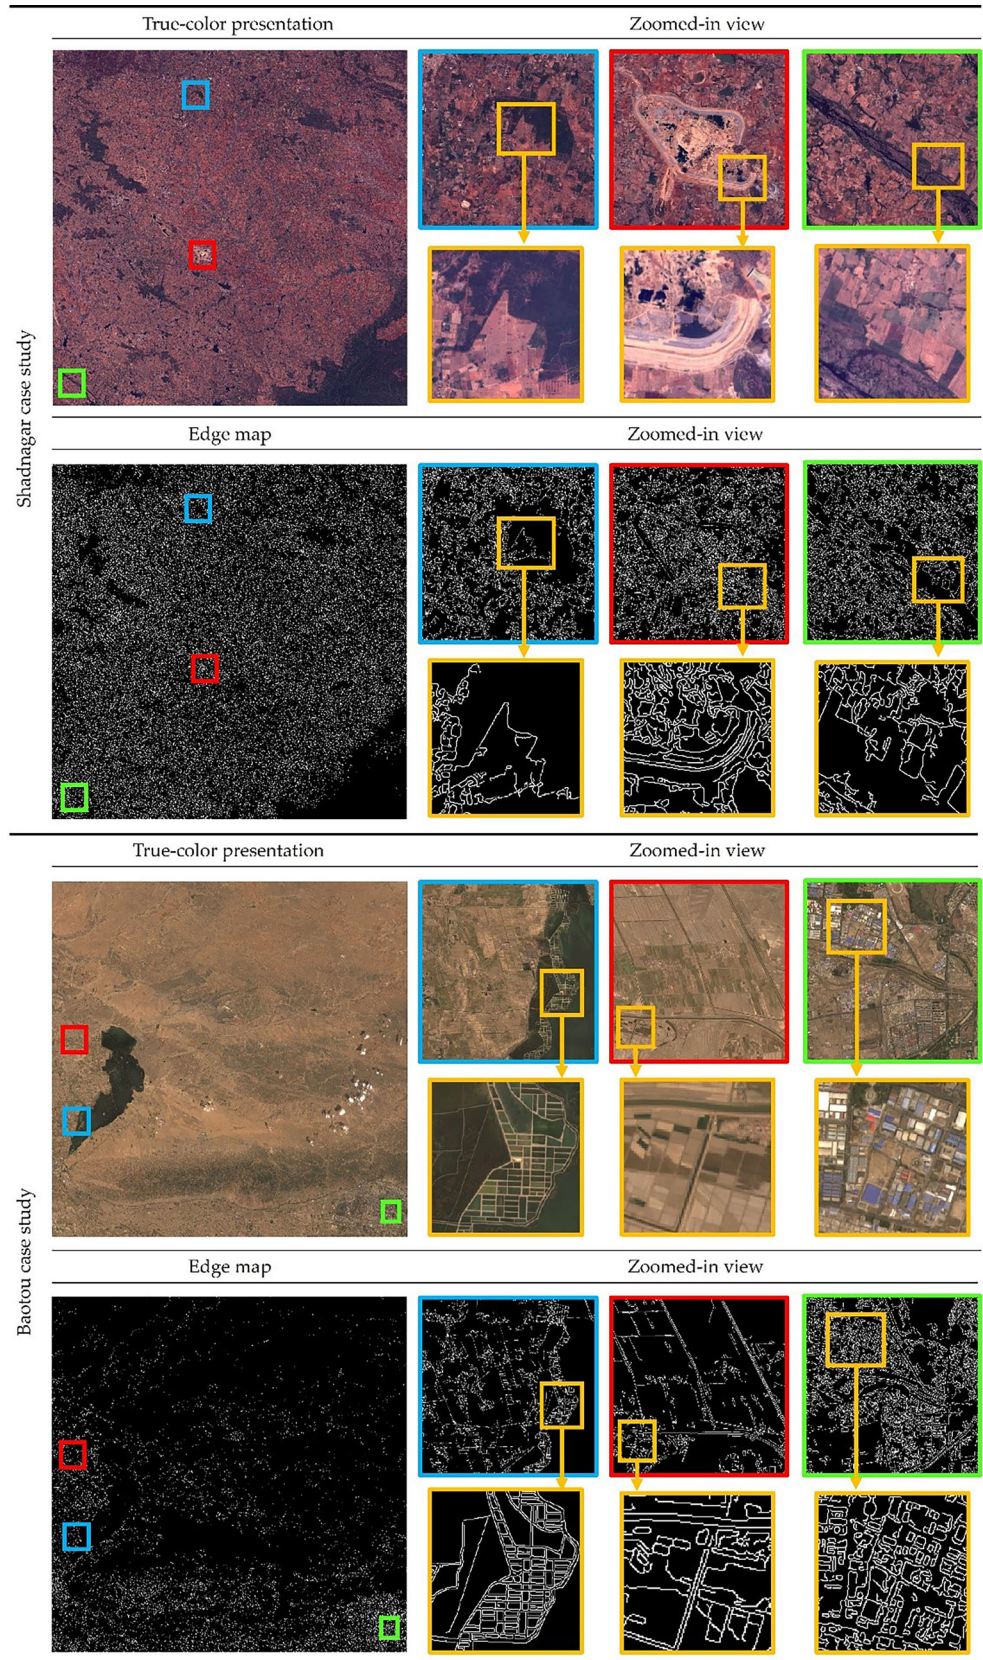 True-color presentation
Zoomed-in view
Shadnagar case study
Edge map
Zoomed-in view
True-color presentation
Zoomed-in view
Baotou case study
Edge map
Zoomed-in view